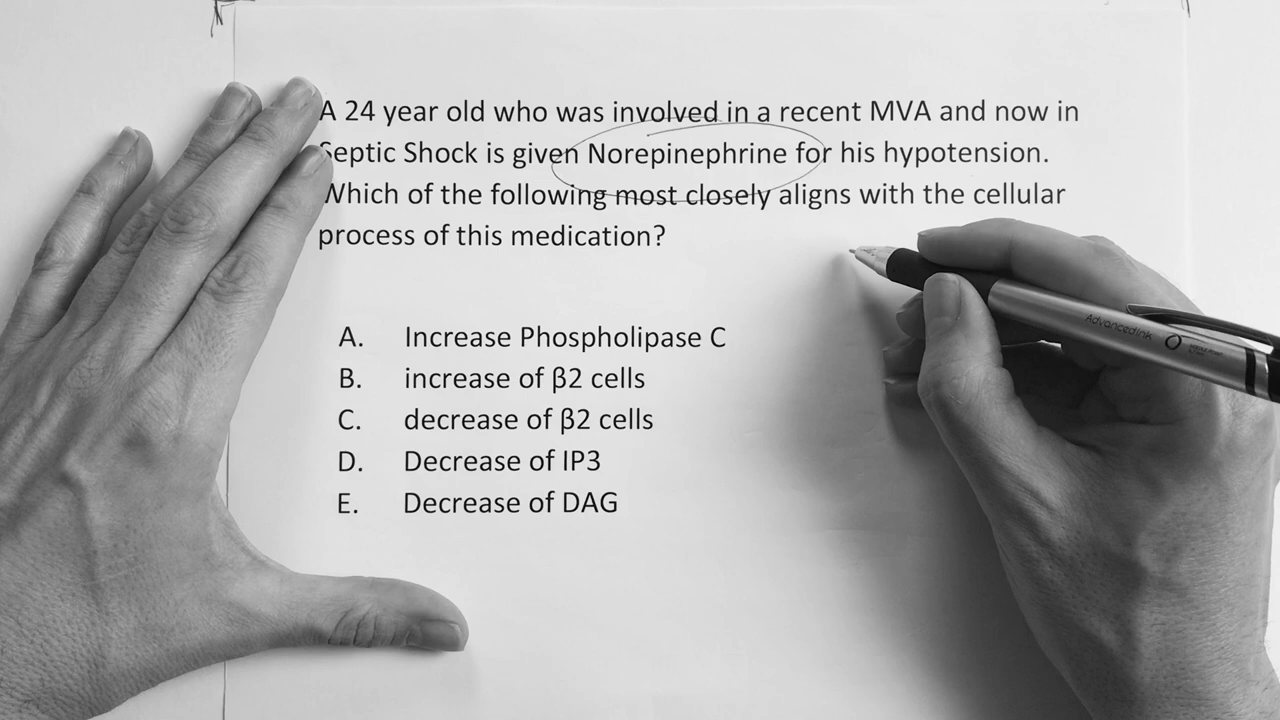 A 24 year old who was involved in a recent MVA and now in
Septic Shock is given Norepinephrine for his hypotension.
Which of the following most closely aligns with the cellular
process of this medication?
A. Increase Phospholipase C
B. increase of β2 cells
C. decrease of β2 cells
D. Decrease of IP3
E. Decrease of DAG
AdvancedInk